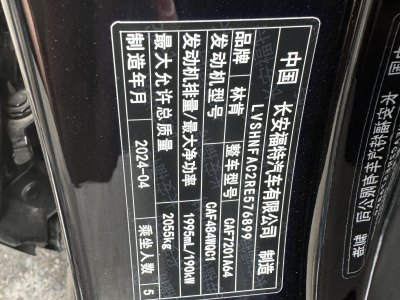 中国 长安福特汽车有限公司 制造
LVSHNFAC2RE576899
品牌 林肯 整车型号 CAF7201A64
发动机型号 CAF484WQC1
发动机排量/最大净功率 1995mL/190kW
最大允许总质量 2055kg
制造年月 2024-04 乘坐人数 5